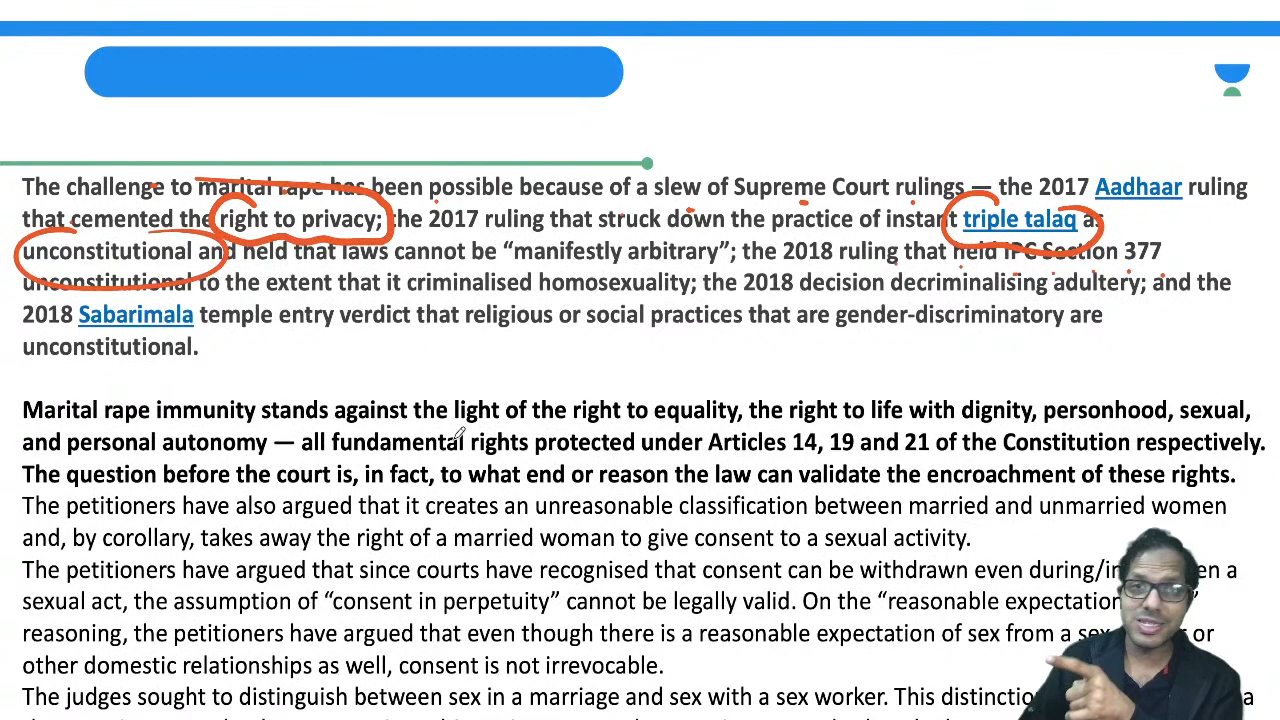 The challenge to marital rape has been possible because of a slew of Supreme Court rulings — the 2017 Aadhaar ruling
that cemented the right to privacy; the 2017 ruling that struck down the practice of instant triple talaq as
unconstitutional and held that laws cannot be “manifestly arbitrary”; the 2018 ruling that held IPC Section 377
unconstitutional to the extent that it criminalised homosexuality; the 2018 decision decriminalising adultery; and the
2018 Sabarimala temple entry verdict that religious or social practices that are gender-discriminatory are
unconstitutional.
Marital rape immunity stands against the light of the right to equality, the right to life with dignity, personhood, sexual,
and personal autonomy — all fundamental rights protected under Articles 14, 19 and 21 of the Constitution respectively.
The question before the court is, in fact, to what end or reason the law can validate the encroachment of these rights.
The petitioners have also argued that it creates an unreasonable classification between married and unmarried women
and, by corollary, takes away the right of a married woman to give consent to a sexual activity.
The petitioners have argued that since courts have recognised that consent can be withdrawn even during/in a
sexual act, the assumption of “consent in perpetuity” cannot be legally valid. On the “reasonable expectation ”
reasoning, the petitioners have argued that even though there is a reasonable expectation of sex from a or
other domestic relationships as well, consent is not irrevocable.
The judges sought to distinguish between sex in a marriage and sex with a sex worker. This a